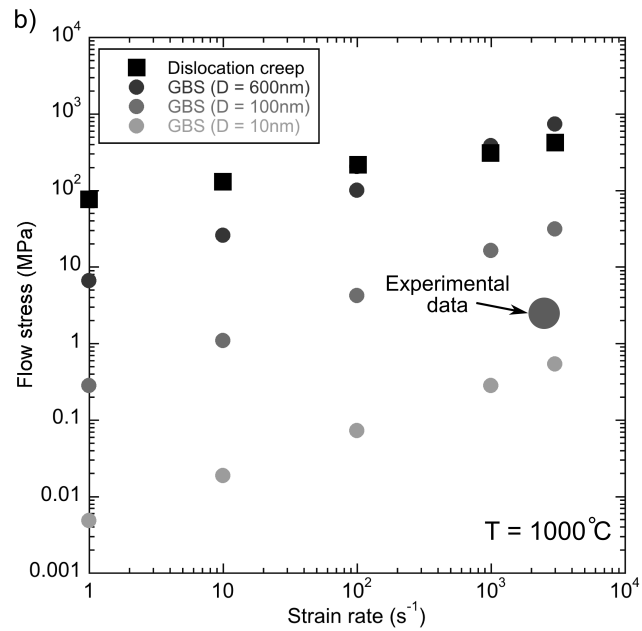 b)
Dislocation creep
GBS (D = 600nm)
GBS (D = 100nm)
GBS (D = 10nm)
10⁴
10³
10²
10
1
0.1
0.01
0.001
Flow stress (MPa)
Experimental
data
T = 1000°C
1
10
10²
10³
10⁴
Strain rate (s⁻¹)